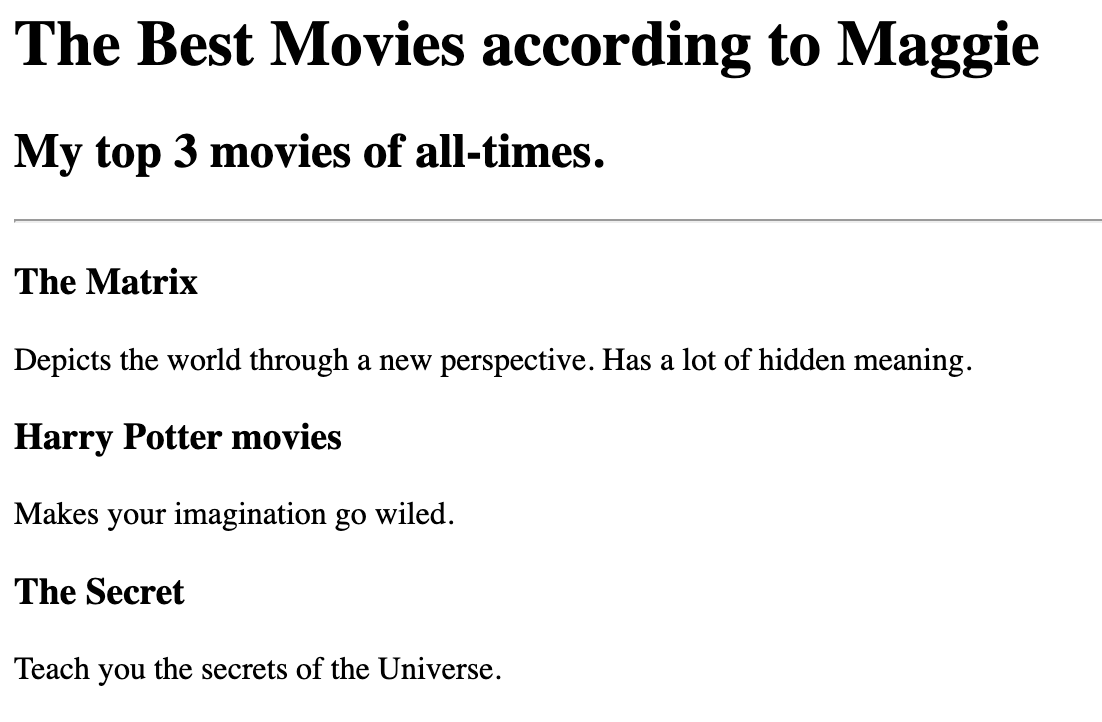 The Best Movies according to Maggie
My top 3 movies of all-times.
The Matrix
Depicts the world through a new perspective. Has a lot of hidden meaning.
Harry Potter movies
Makes your imagination go wiled.
The Secret
Teach you the secrets of the Universe.